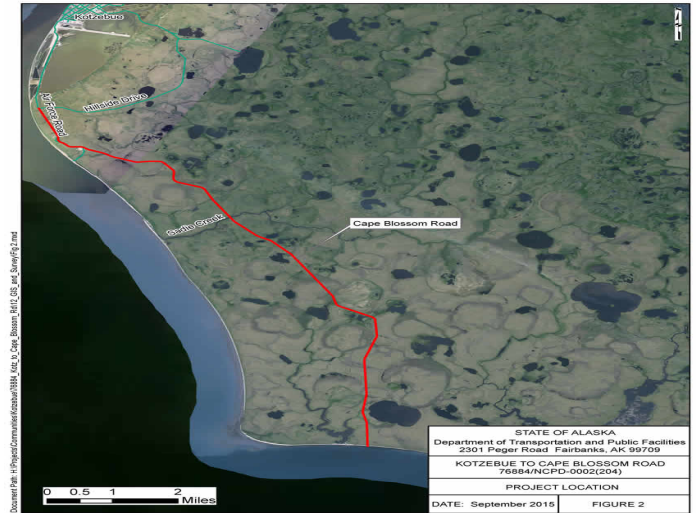 Kotzebue
Hillside Drive
Air Force Road
Sadie Creek
Cape Blossom Road
0 0.5 1 2
Miles
STATE OF ALASKA
Department of Transportation and Public Facilities
2301 Peger Road Fairbanks, AK 99709
KOTZEBUE TO CAPE BLOSSOM ROAD
76884/NCPD-0002(204)
PROJECT LOCATION
DATE: September 2015 FIGURE 2